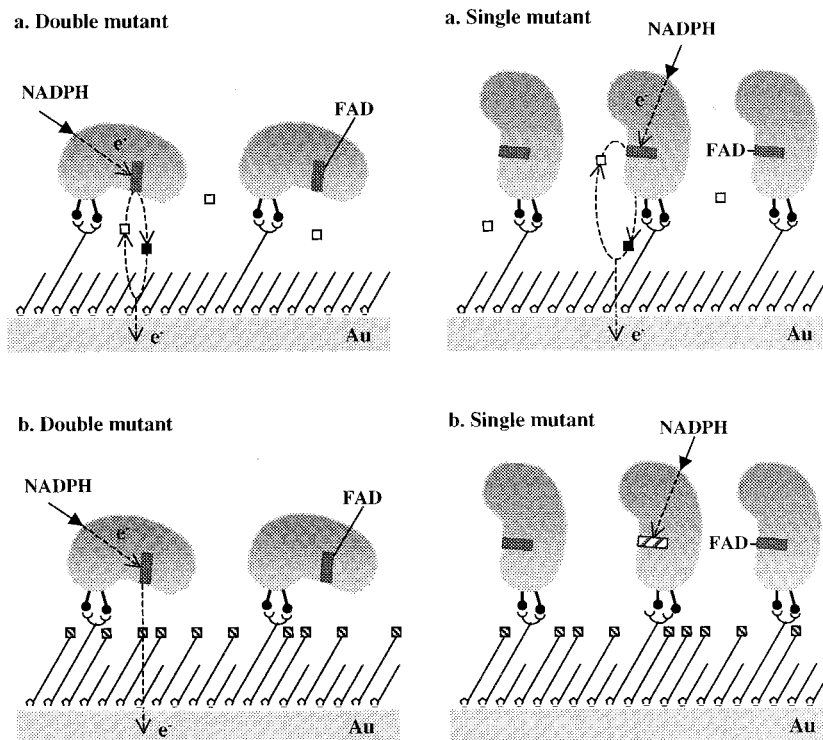 a. Double mutant
NADPH
e-
FAD
e-
Au
a. Single mutant
NADPH
e-
FAD
e-
Au
b. Double mutant
NADPH
e-
FAD
e-
Au
b. Single mutant
NADPH
FAD
Au